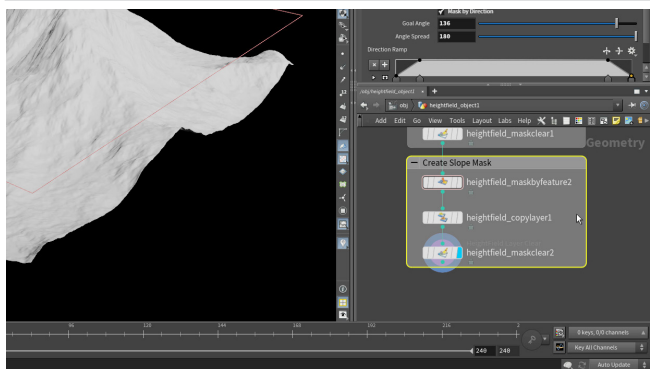 Mask by Direction
Goal Angle 136
Angle Spread 180
Direction Ramp
/obj/heightfield_object1
obj heightfield_object1
Add Edit Go View Tools Layout Labs Help
heightfield_maskclear1
Geometry
Create Slope Mask
heightfield_maskbyfeature2
heightfield_copylayer1
heightfield_maskclear2
96 120 144 168 192 216 2
0 keys, 0/0 channels
240 240
Key All Channels
Auto Update